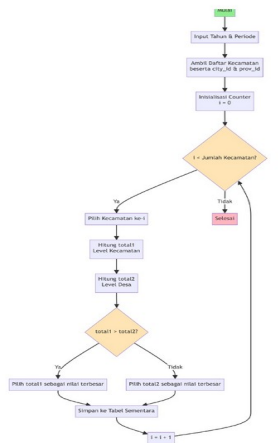 Mulai
Input Tahun & Periode
Ambil Daftar Kecamatan
beserta city_id & prov_id
Inisialisasi Counter
i = 0
i < Jumlah Kecamatan?
Ya
Tidak
Pilih Kecamatan ke-i
Selesai
Hitung total1
Level Kecamatan
Hitung total2
Level Desa
total1 > total2?
Ya
Tidak
Pilih total1 sebagai nilai terbesar
Pilih total2 sebagai nilai terbesar
Simpan ke Tabel Sementara
i = i + 1